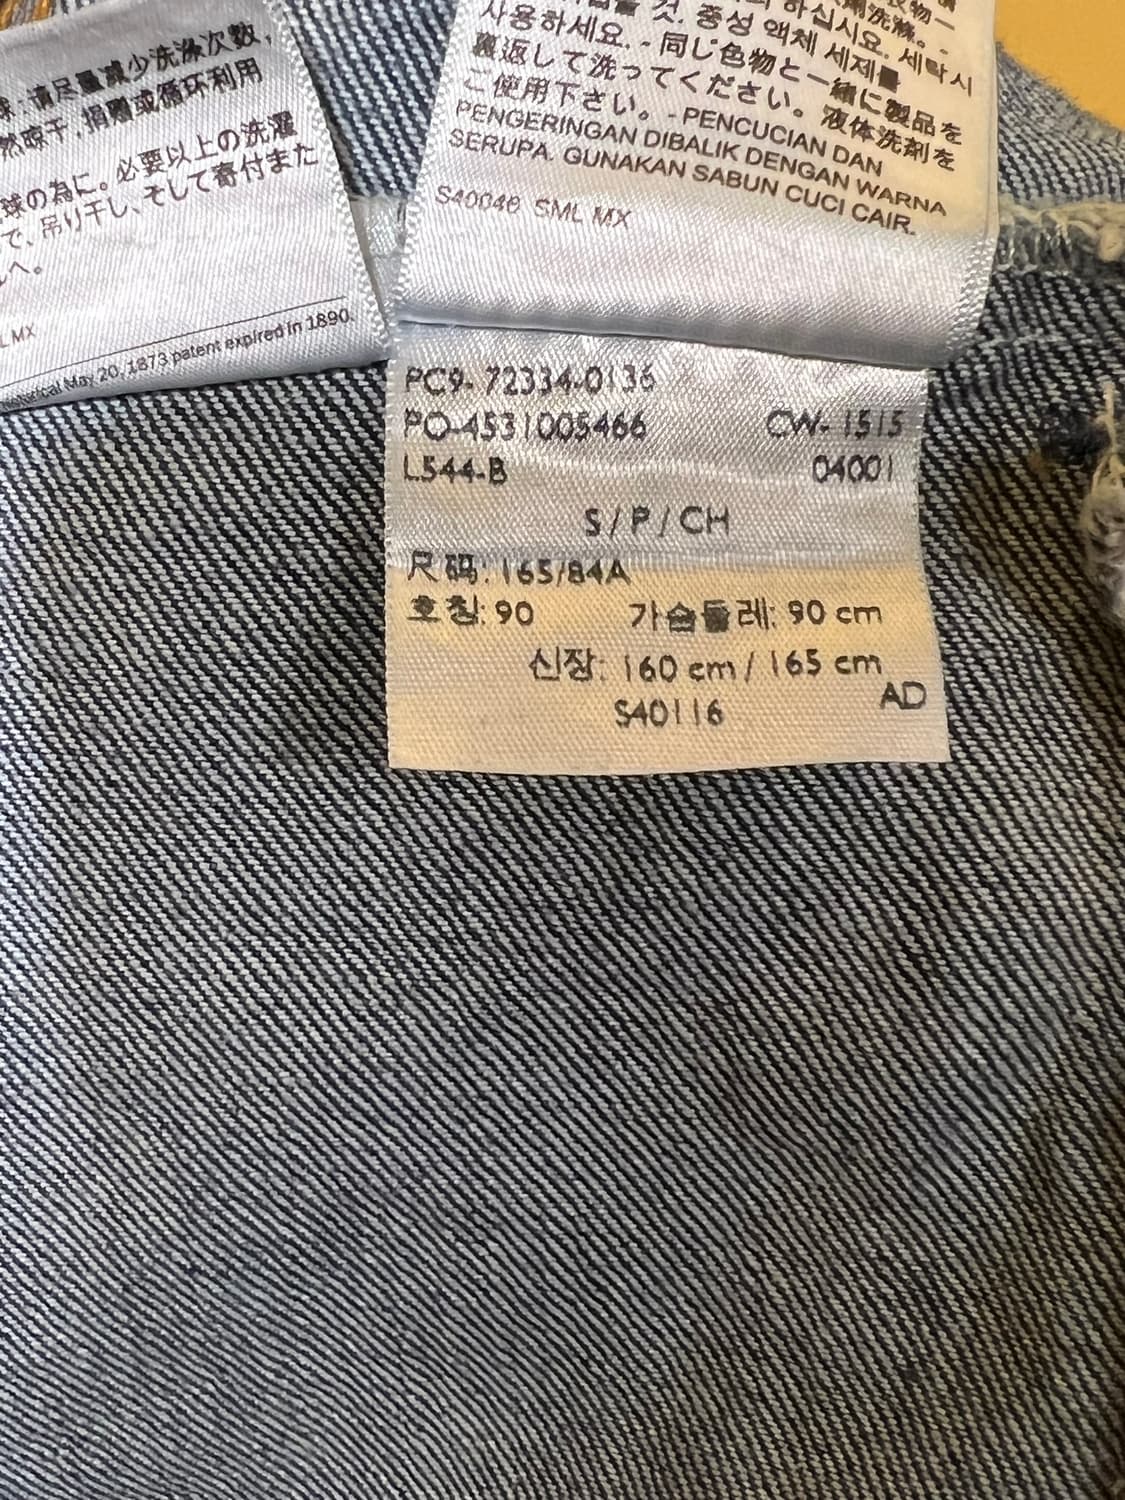 球:请尽量减少洗涤次数,
然晾干,捐赠或循环利用
球の為に。必要以上の洗濯
で、吊り干し、そして寄付また
へ。
L MX
Historical May 20, 1873 patent expired in 1890.
하십시오. 세탁시
것. 중성 액체 세제를
사용하세요. - 同じ色物と一緒に製品を
裏返して洗ってください。液体洗剤を
ご使用下さい。- PENCUCIAN DAN
PENGERINGAN DIBALIK DENGAN WARNA
SERUPA. GUNAKAN SABUN CUCI CAIR.
S40048 SML MX
PC9- 72334-0136
PO-4531005466 CW- 1515
L544-B 04001
S / P / CH
尺码: 165/84A
호칭: 90 가슴둘레: 90 cm
신장: 160 cm / 165 cm
AD
S40116